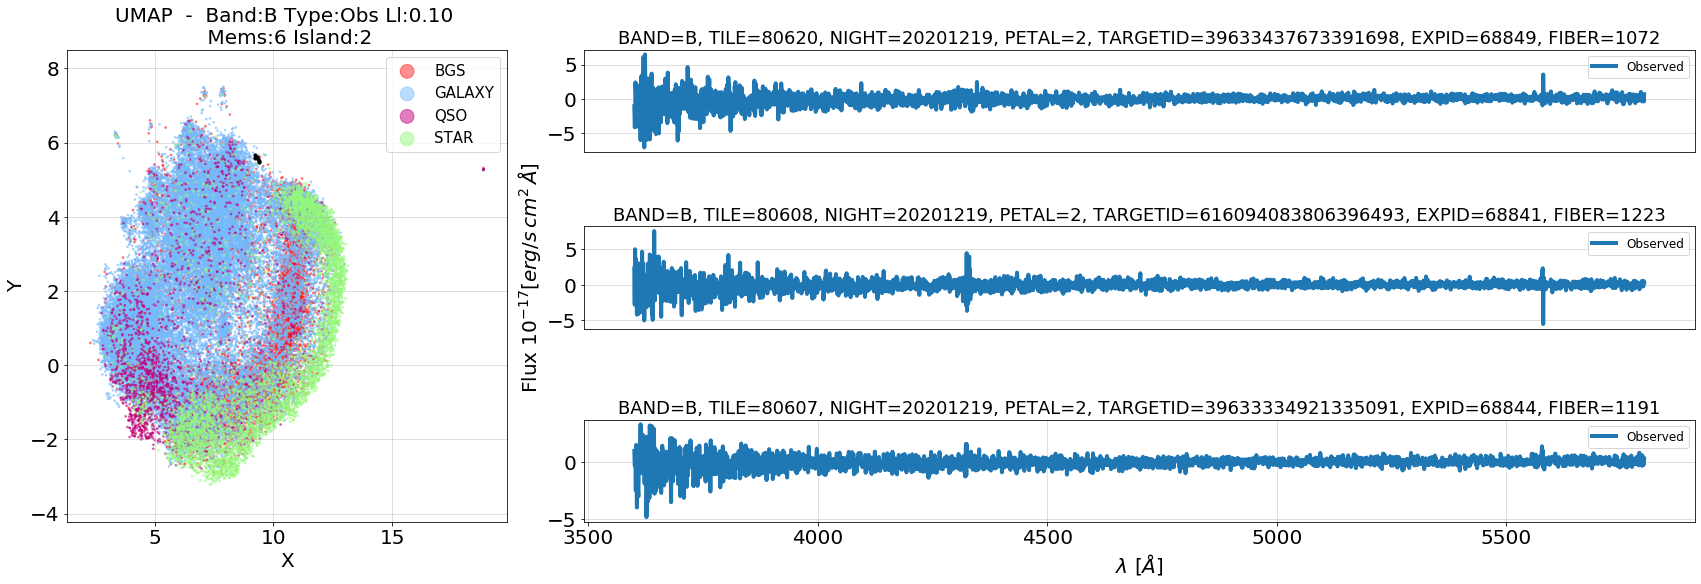 UMAP - Band:B Type:Obs Ll:0.10
Mems:6 Island:2
8
6
4
2
0
−2
−4
Y
5
10
15
X
BGS
GALAXY
QSO
STAR
Flux 10^{-17}[erg/s cm^2 Å]
BAND=B, TILE=80620, NIGHT=20201219, PETAL=2, TARGETID=39633437673391698, EXPID=68849, FIBER=1072
5
0
−5
Observed
BAND=B, TILE=80608, NIGHT=20201219, PETAL=2, TARGETID=616094083806396493, EXPID=68841, FIBER=1223
5
0
−5
Observed
BAND=B, TILE=80607, NIGHT=20201219, PETAL=2, TARGETID=39633334921335091, EXPID=68844, FIBER=1191
0
−5
Observed
3500
4000
4500
5000
5500
λ [Å]